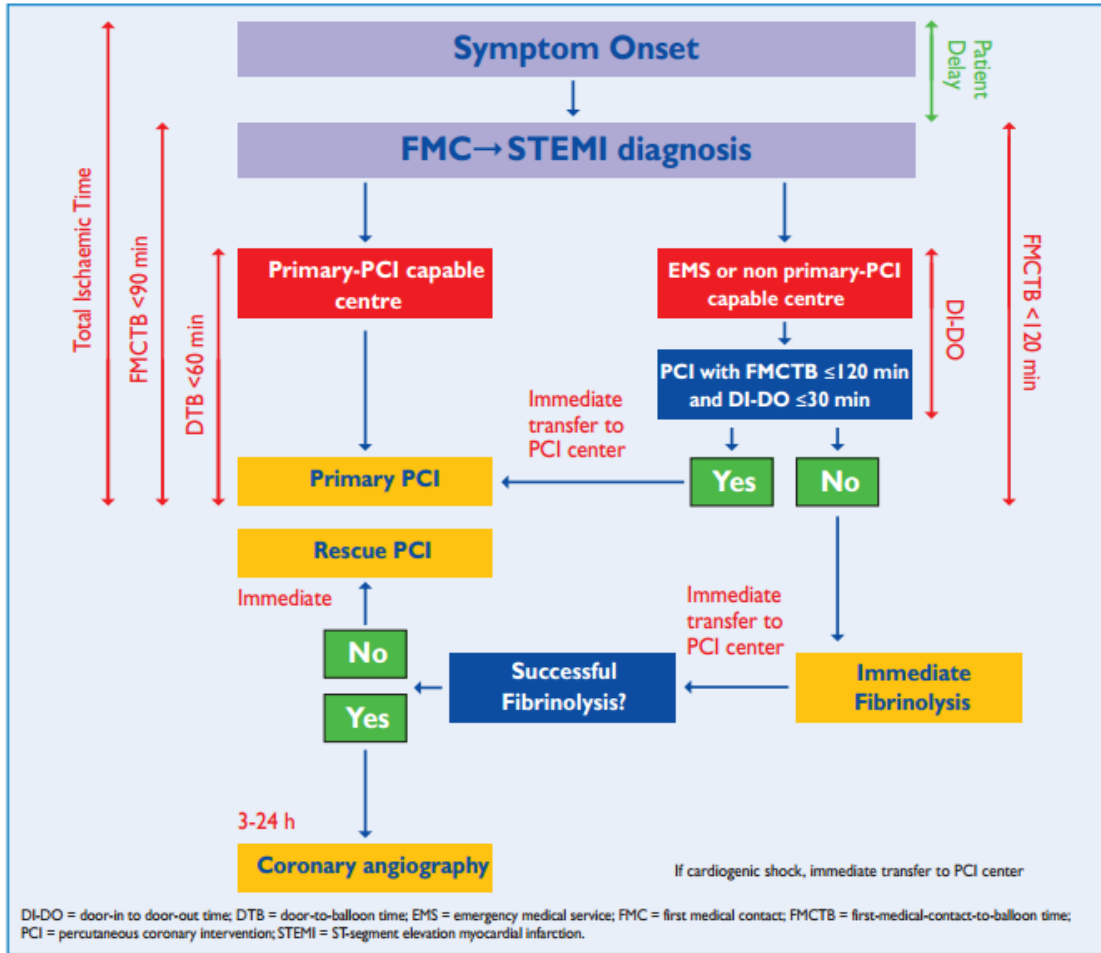 Symptom Onset
Patient
Delay
FMC→STEMI diagnosis
Total Ischaemic Time
FMCTB <90 min
DTB <60 min
Primary-PCI capable
centre
EMS or non primary-PCI
capable centre
DI-DO
FMCTB <120 min
PCI with FMCTB ≤120 min
and DI-DO ≤30 min
Immediate
transfer to
PCI center
Primary PCI
Yes
No
Rescue PCI
Immediate
Immediate
transfer to
PCI center
No
Yes
Successful
Fibrinolysis?
Immediate
Fibrinolysis
3-24 h
Coronary angiography
If cardiogenic shock, immediate transfer to PCI center
DI-DO = door-in to door-out time; DTB = door-to-balloon time; EMS = emergency medical service; FMC = first medical contact; FMCTB = first-medical-contact-to-balloon time;
PCI = percutaneous coronary intervention; STEMI = ST-segment elevation myocardial infarction.